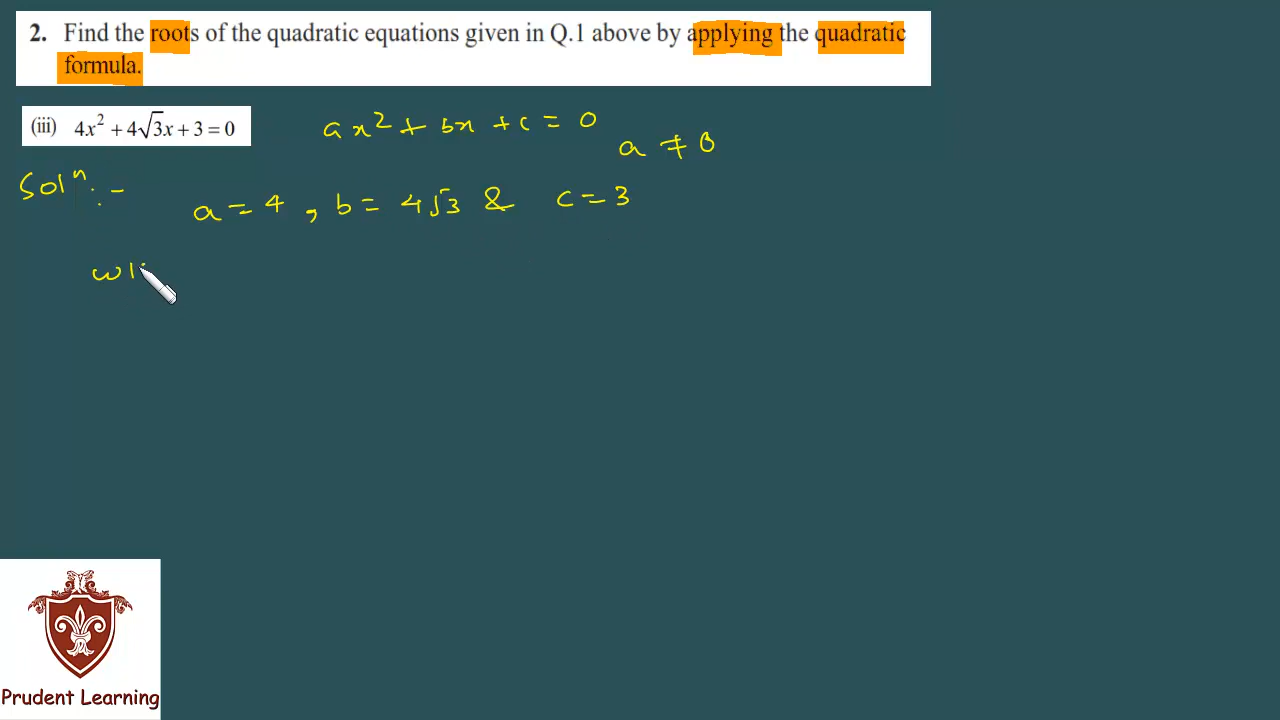 2. Find the roots of the quadratic equations given in Q.1 above by applying the quadratic
formula.
(iii) 4x² + 4√3x + 3 = 0
ax² + bx + c = 0
a ≠ 0
Solⁿ:-
a = 4, b = 4√3 & c = 3
Prudent Learning